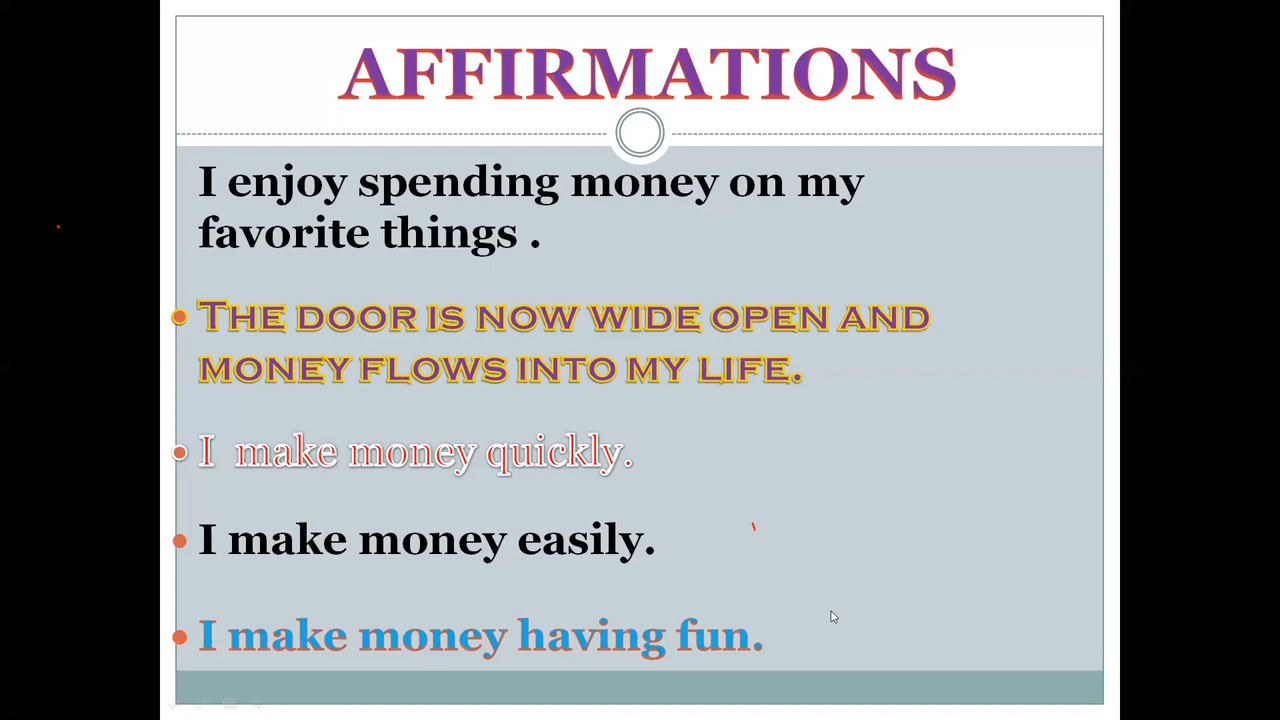 AFFIRMATIONS
I enjoy spending money on my
favorite things .
THE DOOR IS NOW WIDE OPEN AND
MONEY FLOWS INTO MY LIFE.
I  make money quickly.
I make money easily.
I make money having fun.